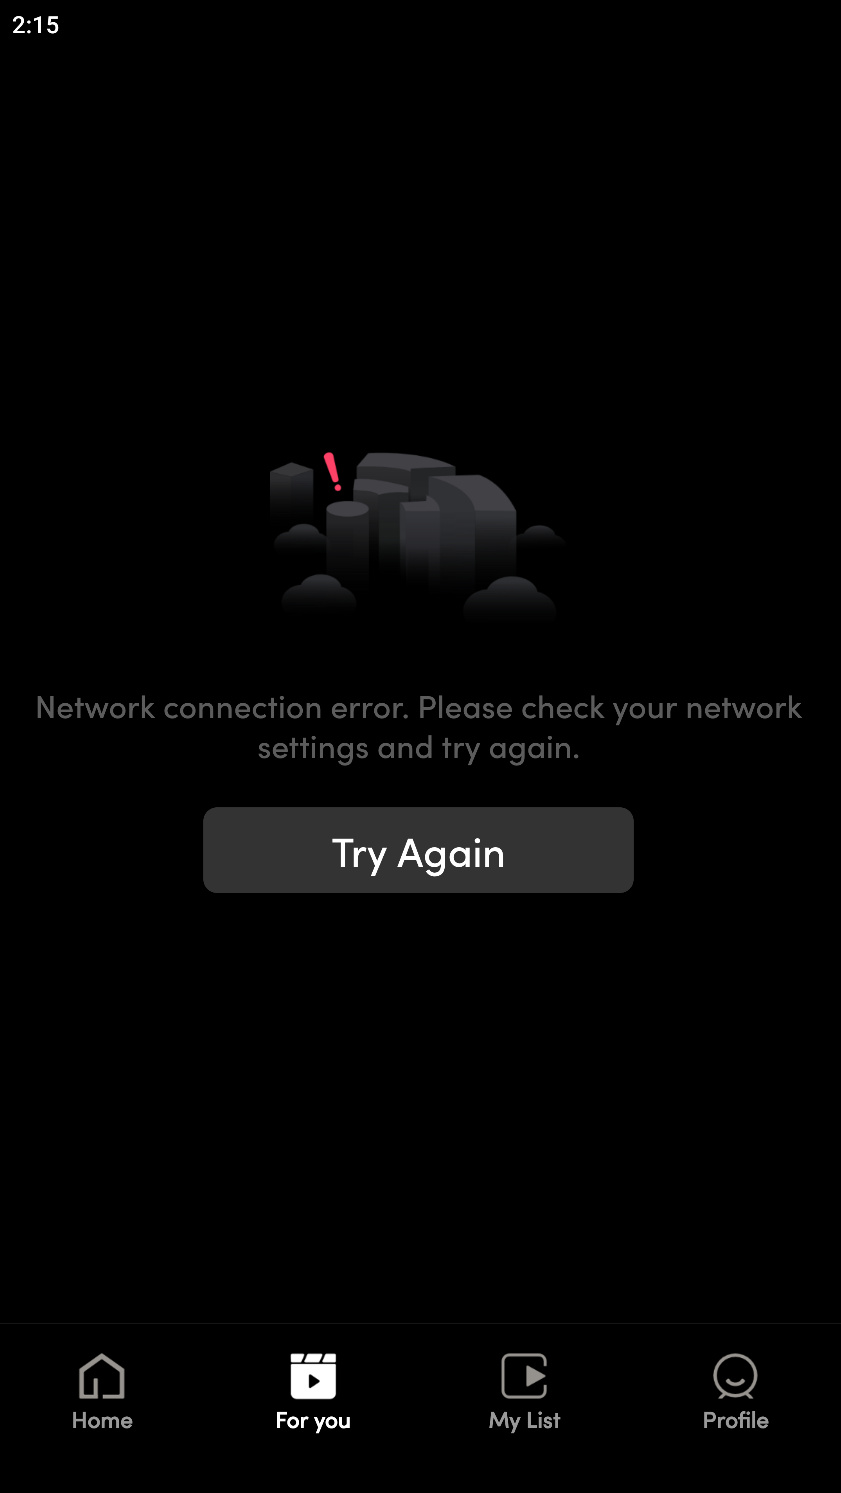 2:15
Network connection error. Please check your network
settings and try again.
Try Again
Home
For you
My List
Profile